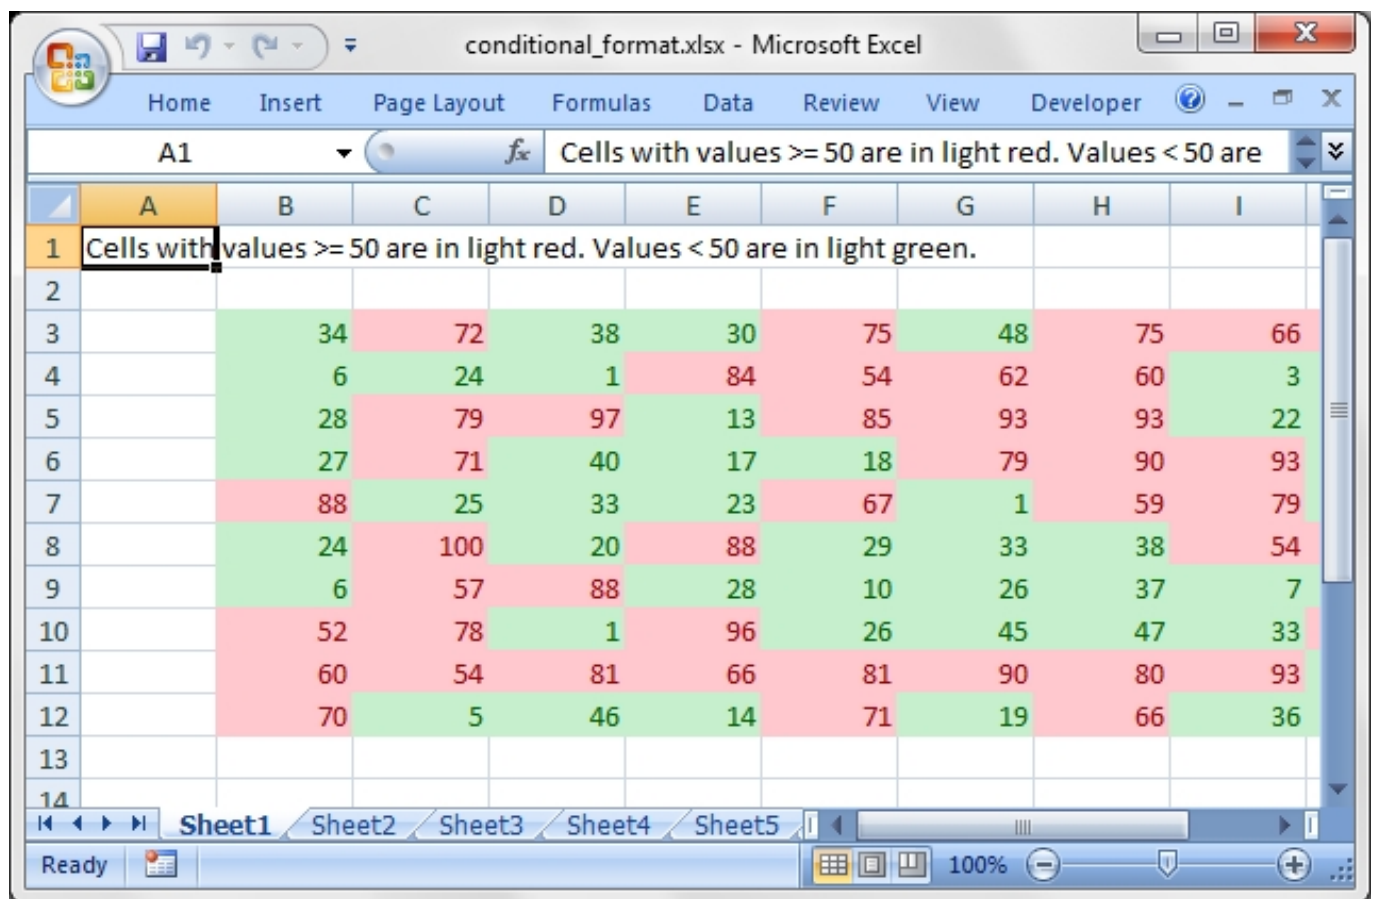 conditional_format.xlsx - Microsoft Excel
Home Insert Page Layout Formulas Data Review View Developer
A1 fx Cells with values >= 50 are in light red. Values < 50 are
A B C D E F G H I
1 Cells with values >= 50 are in light red. Values < 50 are in light green.
2
3 34 72 38 30 75 48 75 66
4 6 24 1 84 54 62 60 3
5 28 79 97 13 85 93 93 22
6 27 71 40 17 18 79 90 93
7 88 25 33 23 67 1 59 79
8 24 100 20 88 29 33 38 54
9 6 57 88 28 10 26 37 7
10 52 78 1 96 26 45 47 33
11 60 54 81 66 81 90 80 93
12 70 5 46 14 71 19 66 36
13
14
Sheet1 Sheet2 Sheet3 Sheet4 Sheet5
Ready 100%